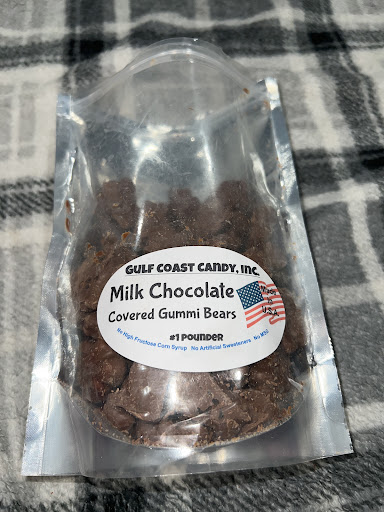 GULF COAST CANDY, INC.
Milk Chocolate
Covered Gummi Bears
MADE
IN
U.S.A.
#1 POUNDER
No High Fructose Corn Syrup No Artificial Sweeteners No MSG